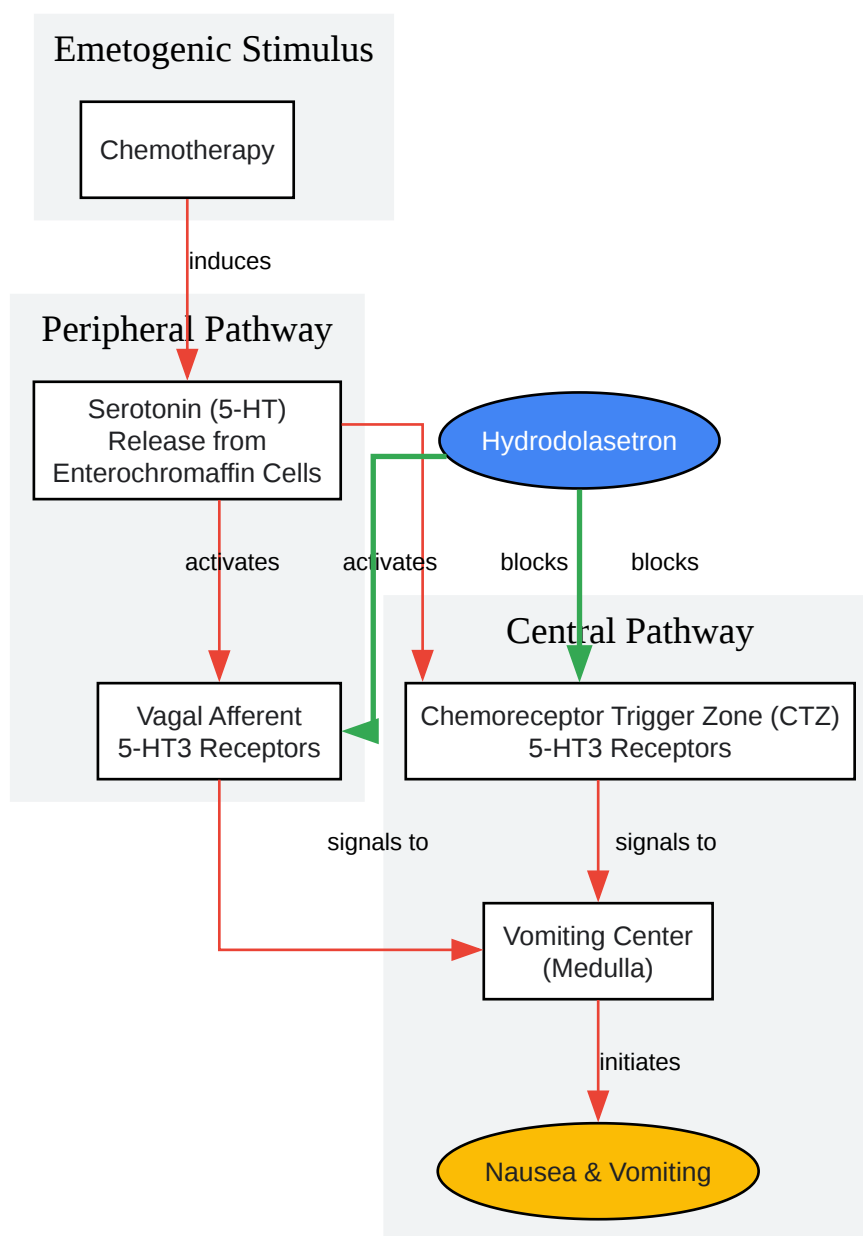 Emetogenic Stimulus
Chemotherapy
induces
Peripheral Pathway
Serotonin (5-HT)
Release from
Enterochromaffin Cells
Hydrodolasetron
activates
activates
blocks
blocks
Central Pathway
Vagal Afferent
5-HT3 Receptors
Chemoreceptor Trigger Zone (CTZ)
5-HT3 Receptors
signals to
signals to
Vomiting Center
(Medulla)
initiates
Nausea & Vomiting